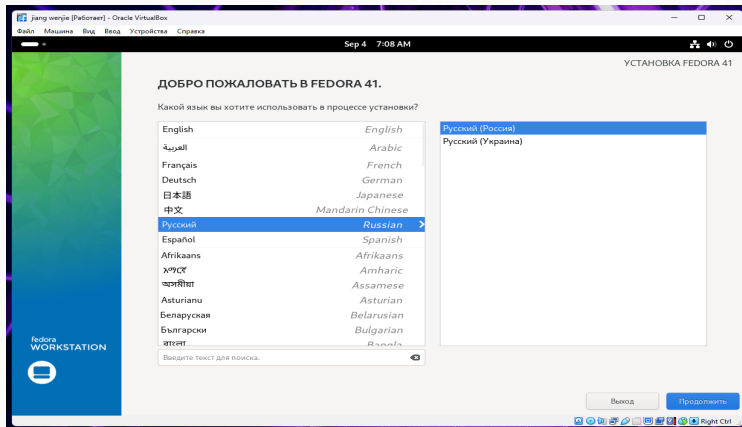 jiang wenjie [Работает] - Oracle VirtualBox
Файл Машина Вид Ввод Устройства Справка
Sep 4 7:08 AM
УСТАНОВКА FEDORA 41
ДОБРО ПОЖАЛОВАТЬ В FEDORA 41.
Какой язык вы хотите использовать в процессе установки?
English English
العربية Arabic
Français French
Deutsch German
日本語 Japanese
中文 Mandarin Chinese
Русский Russian
Español Spanish
Afrikaans Afrikaans
አማርኛ Amharic
অসমীয়া Assamese
Asturianu Asturian
Беларуская Belarusian
Български Bulgarian
বাংলা Bangla
Русский (Россия)
Русский (Украина)
Введите текст для поиска.
fedora
WORKSTATION
Выход Продолжить
Right Ctrl